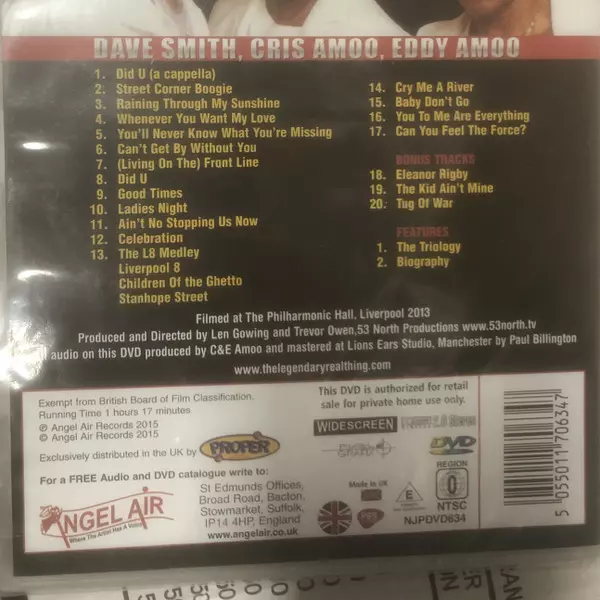 DAVE SMITH, CRIS AMOO, EDDY AMOO
1. Did U (a cappella)
2. Street Corner Boogie
3. Raining Through My Sunshine
4. Whenever You Want My Love
5. You'll Never Know What You're Missing
6. Can't Get By Without You
7. (Living On The) Front Line
8. Did U
9. Good Times
10. Ladies Night
11. Ain't No Stopping Us Now
12. Celebration
13. The L8 Medley
Liverpool 8
Children Of the Ghetto
Stanhope Street
14. Cry Me A River
15. Baby Don't Go
16. You To Me Are Everything
17. Can You Feel The Force?
BONUS TRACKS
18. Eleanor Rigby
19. The Kid Ain't Mine
20. Tug Of War
FEATURES
1. The Triology
2. Biography
Filmed at The Philharmonic Hall, Liverpool 2013
Produced and Directed by Len Gowing and Trevor Owen,53 North Productions www.53north.tv
audio on this DVD produced by C&E Amoo and mastered at Lions Ears Studio, Manchester by Paul Billington
www.thelegendaryrealthing.com
Exempt from British Board of Film Classification.
Running Time 1 hours 17 minutes
℗ Angel Air Records 2015
© Angel Air Records 2015
Exclusively distributed in the UK by PROPER
For a FREE Audio and DVD catalogue write to:
ANGEL AIR
Where The Artist Has A Voice
St Edmunds Offices,
Broad Road, Bacton,
Stowmarket, Suffolk,
IP14 4HP, England
www.angelair.co.uk
This DVD is authorized for retail
sale for private home use only.
WIDESCREEN
DVD
Made in UK
E
REGION
0
NTSC
NJPDVD634
5 055011 706347